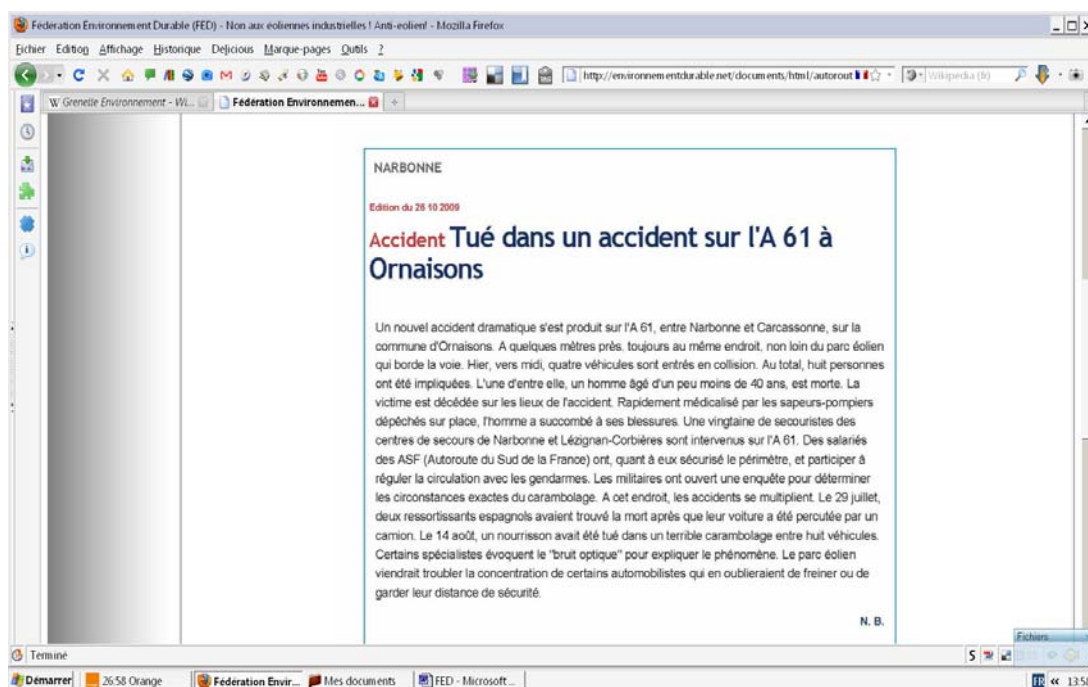 Fédération Environnement Durable (FED) - Non aux éoliennes industrielles ! Anti-eolien! - Mozilla Firefox
Fichier Edition Affichage Historique Delicious Marque-pages Outils ?
http://environnementdurable.net/documents/html/autorout
Wikipedia (fr)
W Grenelle Environnement - Wi...
Fédération Environnemen...
NARBONNE
Edition du 28 10 2009
Accident Tué dans un accident sur l'A 61 à
Ornaisons
Un nouvel accident dramatique s'est produit sur l'A 61, entre Narbonne et Carcassonne, sur la
commune d'Ornaisons. A quelques mètres près, toujours au même endroit, non loin du parc éolien
qui borde la voie. Hier, vers midi, quatre véhicules sont entrés en collision. Au total, huit personnes
ont été impliquées. L'une d'entre elle, un homme âgé d'un peu moins de 40 ans, est morte. La
victime est décédée sur les lieux de l'accident. Rapidement médicalisé par les sapeurs-pompiers
dépêchés sur place, l'homme a succombé à ses blessures. Une vingtaine de secouristes des
centres de secours de Narbonne et Lézignan-Corbières sont intervenus sur l'A 61. Des salariés
des ASF (Autoroute du Sud de la France) ont, quant à eux sécurisé le périmètre, et participer à
réguler la circulation avec les gendarmes. Les militaires ont ouvert une enquête pour déterminer
les circonstances exactes du carambolage. A cet endroit, les accidents se multiplient. Le 29 juillet,
deux ressortissants espagnols avaient trouvé la mort après que leur voiture a été percutée par un
camion. Le 14 août, un nourrisson avait été tué dans un terrible carambolage entre huit véhicules.
Certains spécialistes évoquent le "bruit optique" pour expliquer le phénomène. Le parc éolien
viendrait troubler la concentration de certains automobilistes qui en oublieraient de freiner ou de
garder leur distance de sécurité.
N. B.
Fichiers
Terminé
Démarrer
26:58 Orange
Fédération Envir...
Mes documents
FED - Microsoft ...
FR